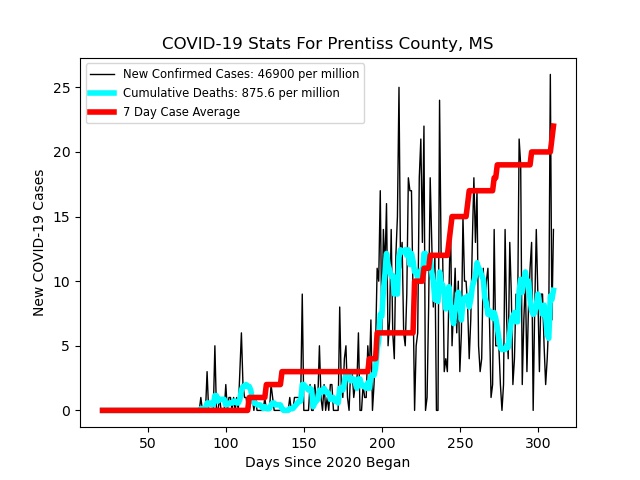 COVID-19 Stats For Prentiss County, MS
New Confirmed Cases: 46900 per million
Cumulative Deaths: 875.6 per million
7 Day Case Average
New COVID-19 Cases
25
20
15
10
5
0
50
100
150
200
250
300
Days Since 2020 Began